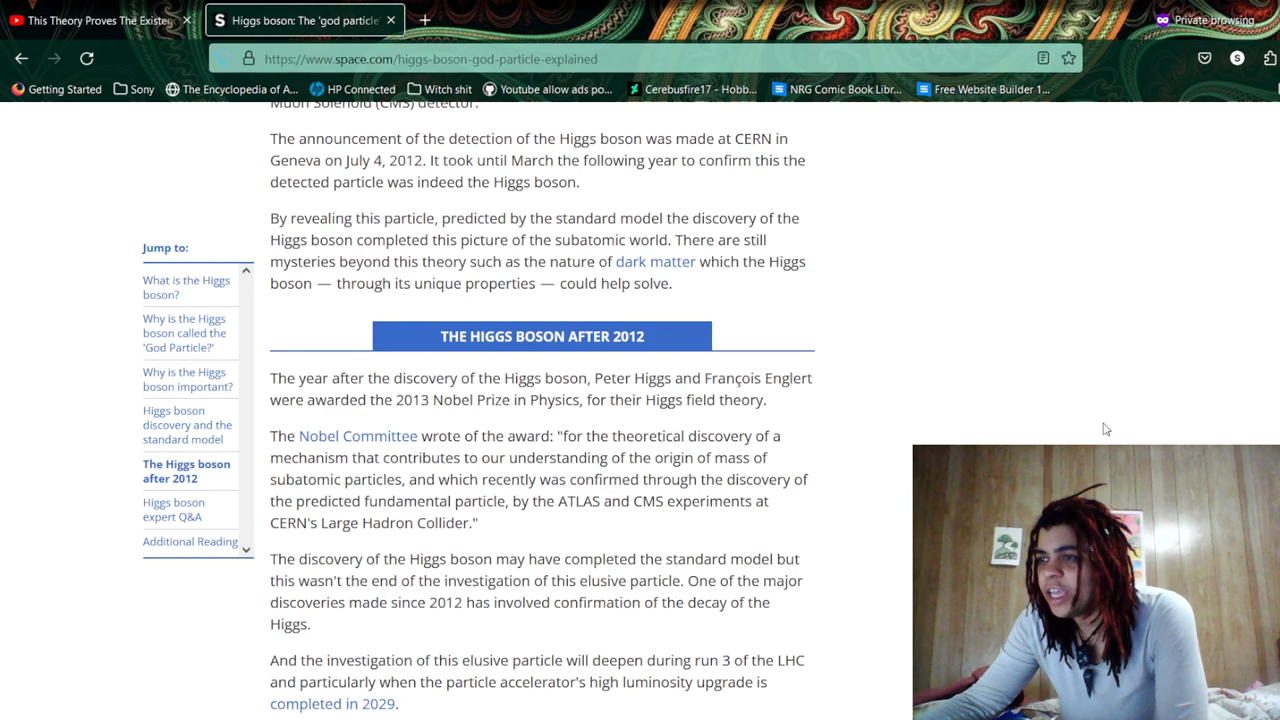 This Theory Proves The Existe
Higgs boson: The 'god particle'
Private browsing
https://www.space.com/higgs-boson-god-particle-explained
Getting Started
Sony
The Encyclopedia of A...
HP Connected
Witch shit
Youtube allow ads po...
Cerebusfire17 - Hobb...
NRG Comic Book Libr...
Free Website Builder 1...
Muon Solenoid (CMS) detector.
The announcement of the detection of the Higgs boson was made at CERN in
Geneva on July 4, 2012. It took until March the following year to confirm this the
detected particle was indeed the Higgs boson.
By revealing this particle, predicted by the standard model the discovery of the
Higgs boson completed this picture of the subatomic world. There are still
mysteries beyond this theory such as the nature of dark matter which the Higgs
boson — through its unique properties — could help solve.
Jump to:
What is the Higgs
boson?
Why is the Higgs
boson called the
'God Particle?'
Why is the Higgs
boson important?
Higgs boson
discovery and the
standard model
The Higgs boson
after 2012
Higgs boson
expert Q&A
Additional Reading
THE HIGGS BOSON AFTER 2012
The year after the discovery of the Higgs boson, Peter Higgs and François Englert
were awarded the 2013 Nobel Prize in Physics, for their Higgs field theory.
The Nobel Committee wrote of the award: "for the theoretical discovery of a
mechanism that contributes to our understanding of the origin of mass of
subatomic particles, and which recently was confirmed through the discovery of
the predicted fundamental particle, by the ATLAS and CMS experiments at
CERN's Large Hadron Collider."
The discovery of the Higgs boson may have completed the standard model but
this wasn't the end of the investigation of this elusive particle. One of the major
discoveries made since 2012 has involved confirmation of the decay of the
Higgs.
And the investigation of this elusive particle will deepen during run 3 of the LHC
and particularly when the particle accelerator's high luminosity upgrade is
completed in 2029.